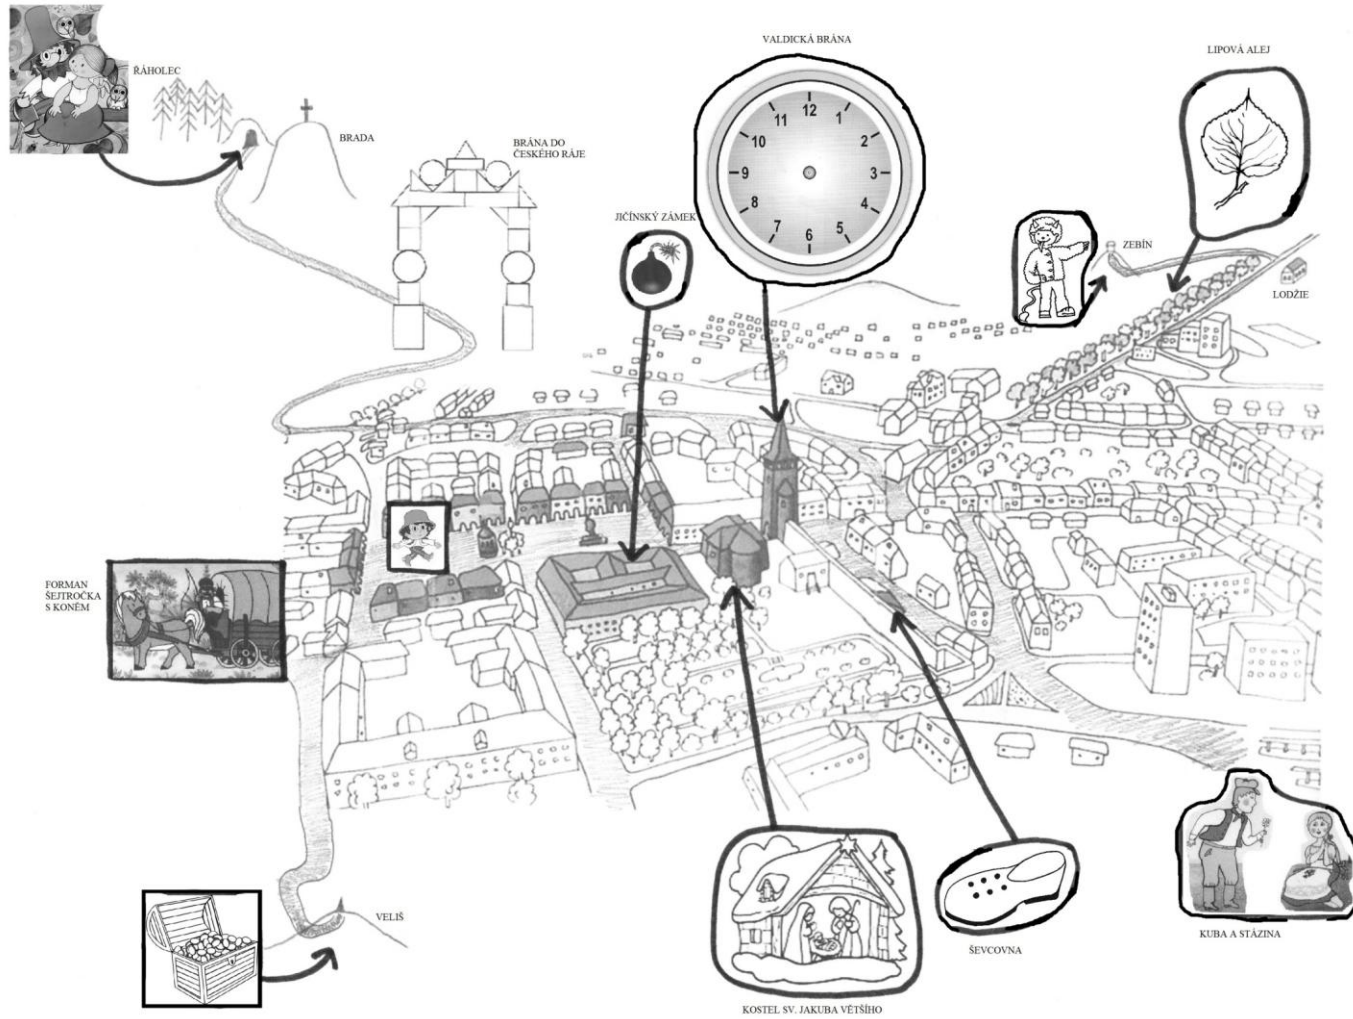 VALDICKÁ BRÁNA
LIPOVÁ ALEJ
ŘÁHOLEC
BRADA
BRÁNA DO
ČESKÉHO RÁJE
12
1
2
3
4
5
6
7
8
9
10
11
JIČÍNSKÝ ZÁMEK
ZEBÍN
LODŽIE
FORMAN
ŠEJTROČKA
S KONĚM
VELIŠ
ŠEVCOVNA
KUBA A STÁZINA
KOSTEL SV. JAKUBA VĚTŠÍHO